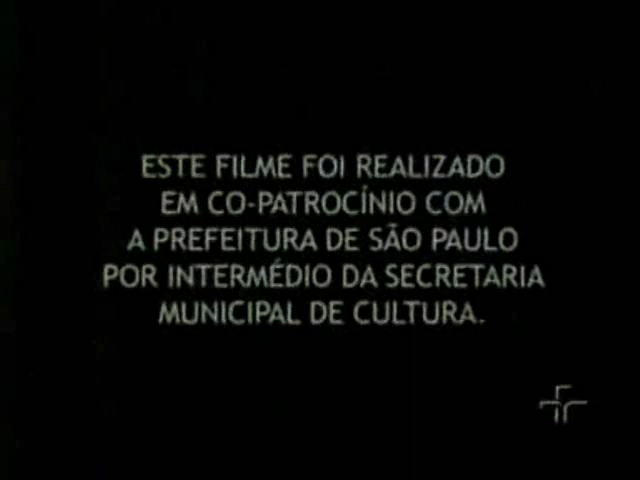 ESTE FILME FOI REALIZADO
EM CO-PATROCÍNIO COM
A PREFEITURA DE SÃO PAULO
POR INTERMÉDIO DA SECRETARIA
MUNICIPAL DE CULTURA.